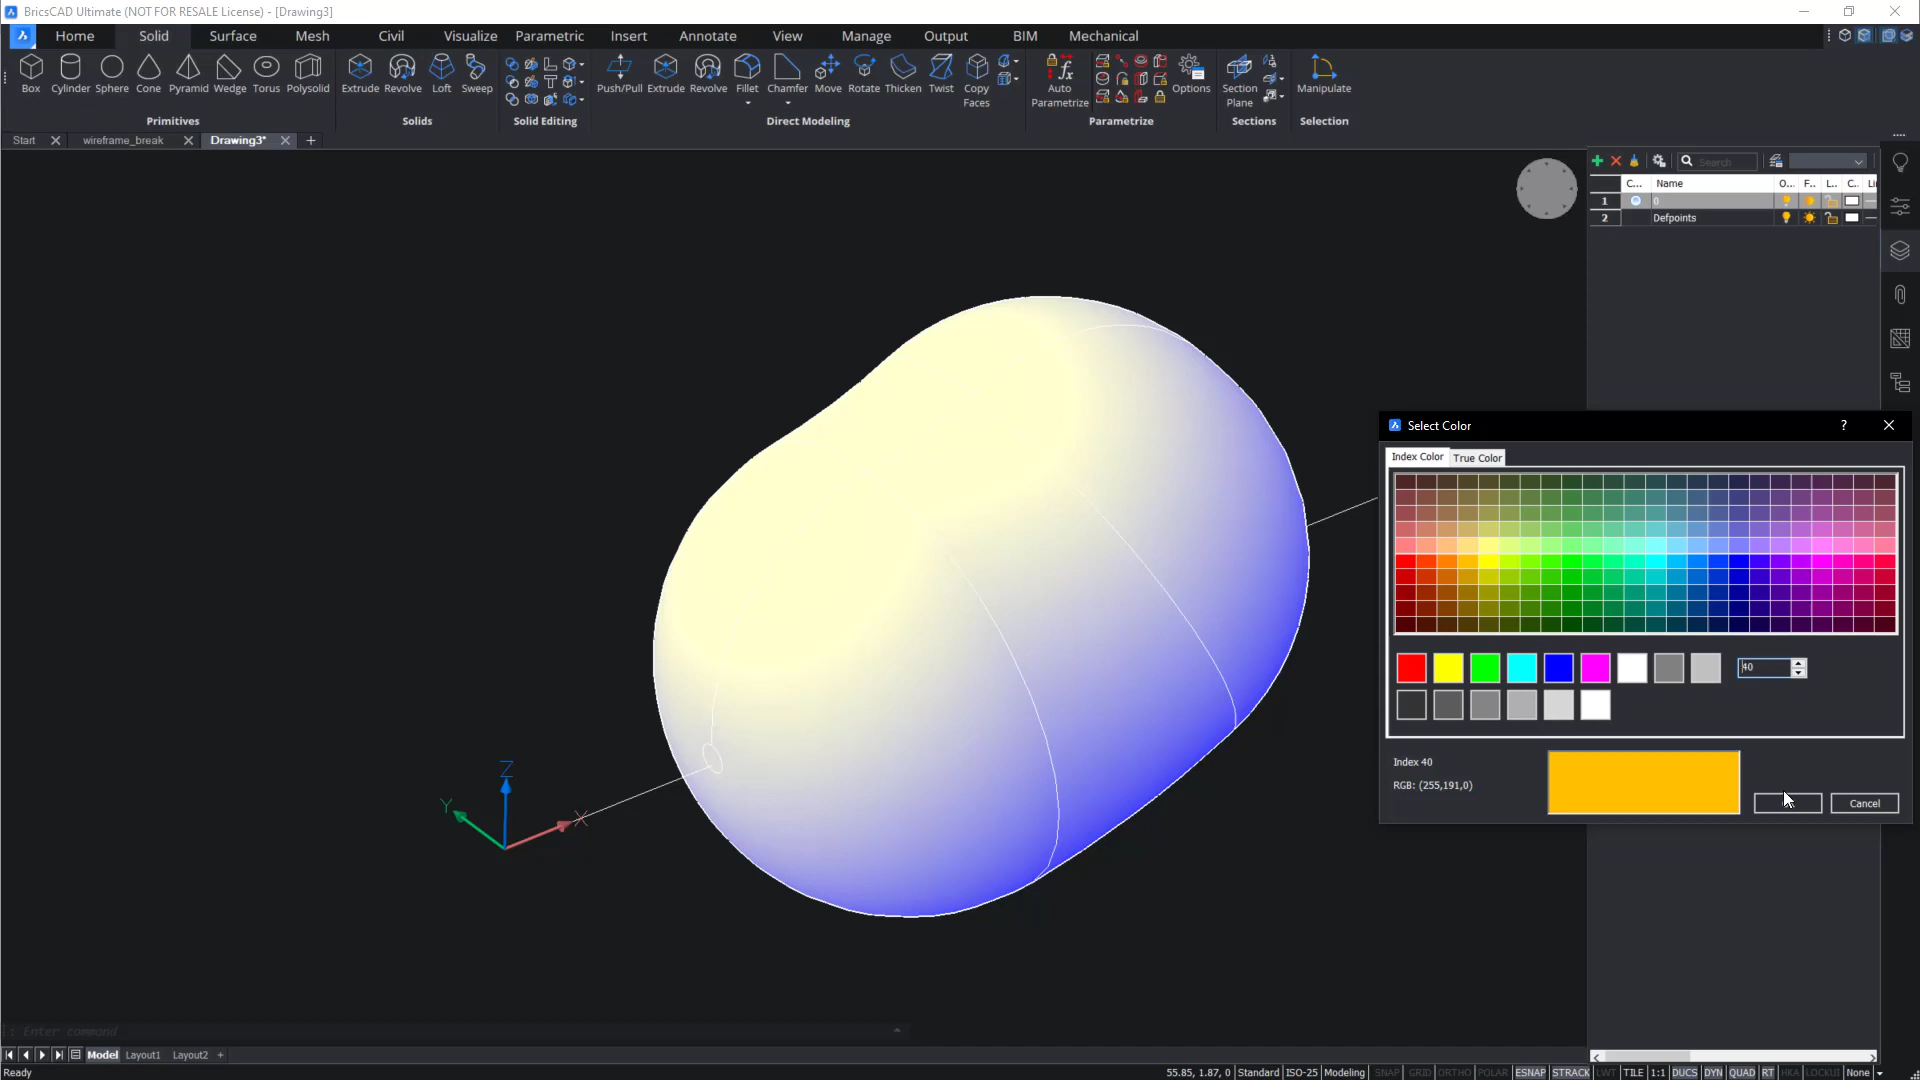 BricsCAD Ultimate (NOT FOR RESALE License) - [Drawing3]
Home Solid Surface Mesh Civil Visualize Parametric Insert Annotate View Manage Output BIM Mechanical
Box Cylinder Sphere Cone Pyramid Wedge Torus Polysolid Extrude Revolve Loft Sweep Push/Pull Extrude Revolve Fillet Chamfer Move Rotate Thicken Twist Copy Faces Auto Parametrize Options Section Plane Manipulate
Primitives Solids Solid Editing Direct Modeling Parametrize Sections Selection
Start wireframe_break Drawing3*
Search
C... Name O... F.. L.. C. Li
1 0
2 Defpoints
Select Color ?
Index Color True Color
40
Index 40
RGB: (255,191,0)
Cancel
Z
Y
X
: Enter command
Model Layout1 Layout2 +
Ready 55.85, 1.87, 0 Standard ISO-25 Modeling SNAP GRID ORTHO POLAR ESNAP STRACK LWT TILE 1:1 DUCS DYN QUAD RT HKA LOCKUI None